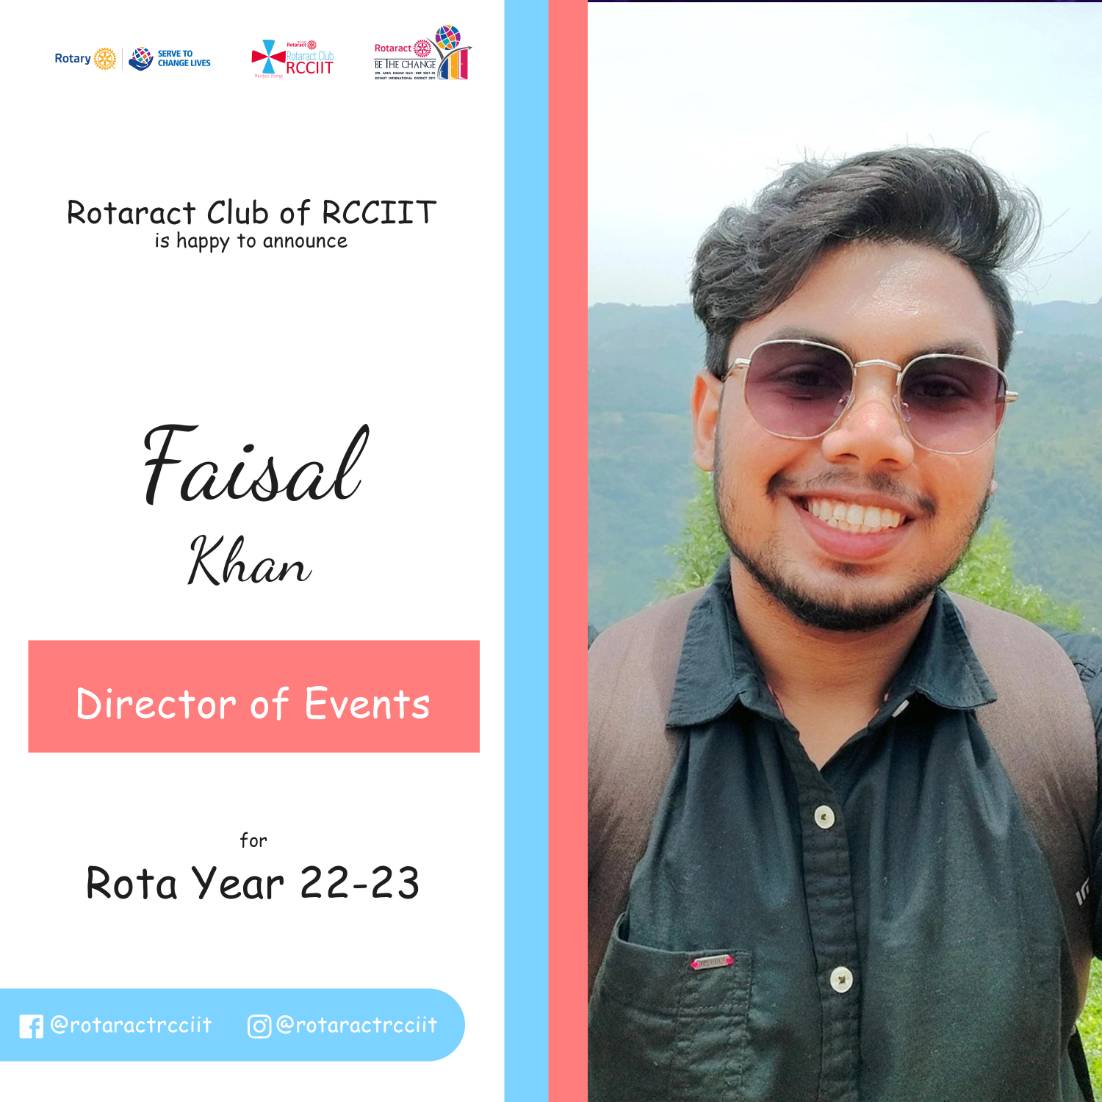 Rotary
SERVE TO
CHANGE LIVES
Rotaract
Rotaract Club
RCCIIT
Rotaract
BE THE CHANGE
Rotaract Club of RCCIIT
is happy to announce
Faisal
Khan
Director of Events
for
Rota Year 22-23
@rotaractrcciit
@rotaractrcciit